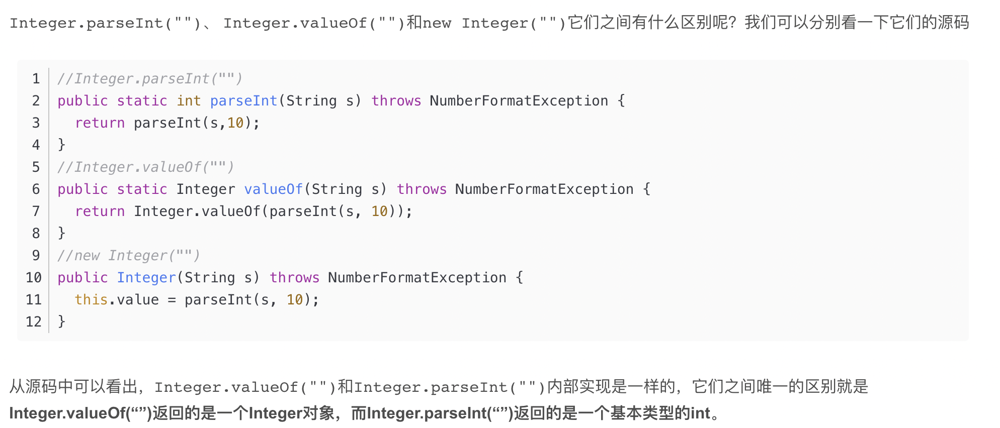 Integer.parseInt("")、 Integer.valueOf("")和new Integer("")它们之间有什么区别呢？我们可以分别看一下它们的源码
1 //Integer.parseInt("")
2 public static int parseInt(String s) throws NumberFormatException {
3   return parseInt(s,10);
4 }
5 //Integer.valueOf("")
6 public static Integer valueOf(String s) throws NumberFormatException {
7   return Integer.valueOf(parseInt(s, 10));
8 }
9 //new Integer("")
10 public Integer(String s) throws NumberFormatException {
11   this.value = parseInt(s, 10);
12 }
从源码中可以看出，Integer.valueOf("")和Integer.parseInt("")内部实现是一样的，它们之间唯一的区别就是
Integer.valueOf(“”)返回的是一个Integer对象，而Integer.parseInt(“”)返回的是一个基本类型的int。